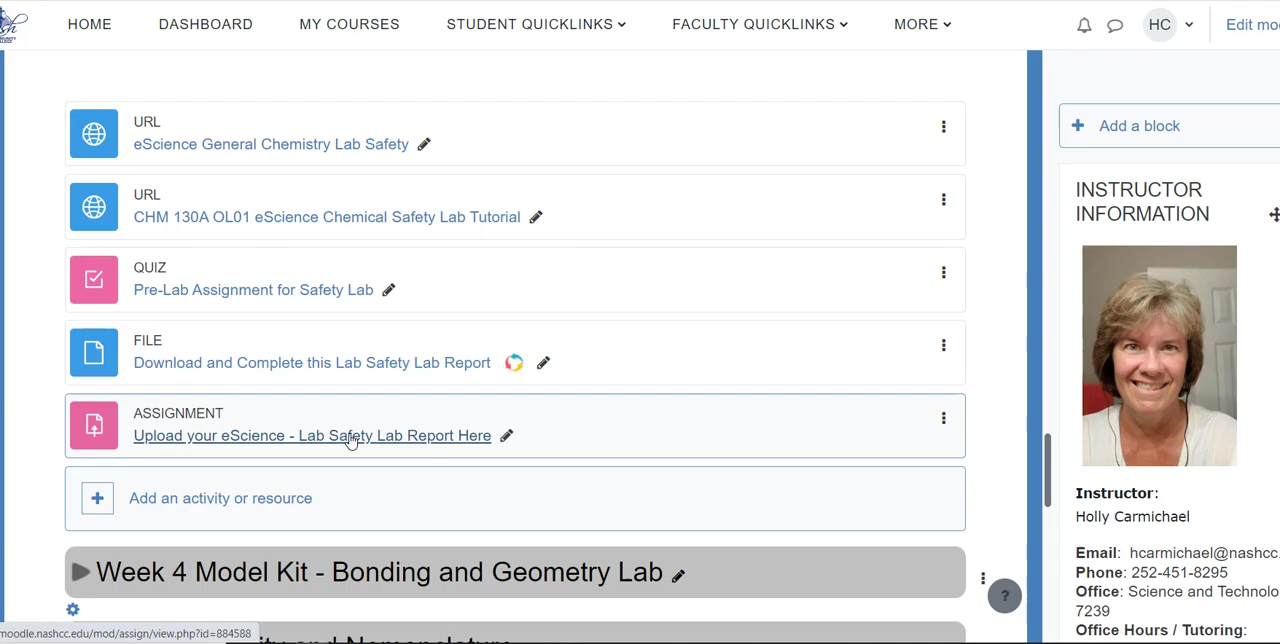 HOME
DASHBOARD
MY COURSES
STUDENT QUICKLINKS
FACULTY QUICKLINKS
MORE
HC
URL
eScience General Chemistry Lab Safety
URL
CHM 130A OL01 eScience Chemical Safety Lab Tutorial
QUIZ
Pre-Lab Assignment for Safety Lab
FILE
Download and Complete this Lab Safety Lab Report
ASSIGNMENT
Upload your eScience - Lab Safety Lab Report Here
+ Add an activity or resource
Week 4 Model Kit - Bonding and Geometry Lab
?
moodle.nashcc.edu/mod/assign/view.php?id=884588
+ Add a block
INSTRUCTOR
INFORMATION
Instructor:
Holly Carmichael
Email: hcarmichael@nashcc.
Phone: 252-451-8295
Office: Science and
7239
Office Hours / Tutoring: